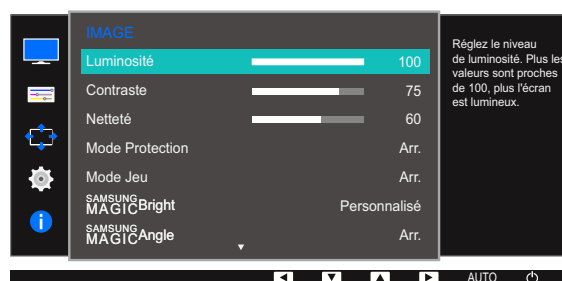 IMAGE
Luminosité 100
Contraste 75
Netteté 60
Mode Protection Arr.
Mode Jeu Arr.
SAMSUNG
MAGICBright Personnalisé
SAMSUNG
MAGICAngle Arr.
Réglez le niveau
de luminosité. Plus les
valeurs sont proches
de 100, plus l'écran
est lumineux.
AUTO